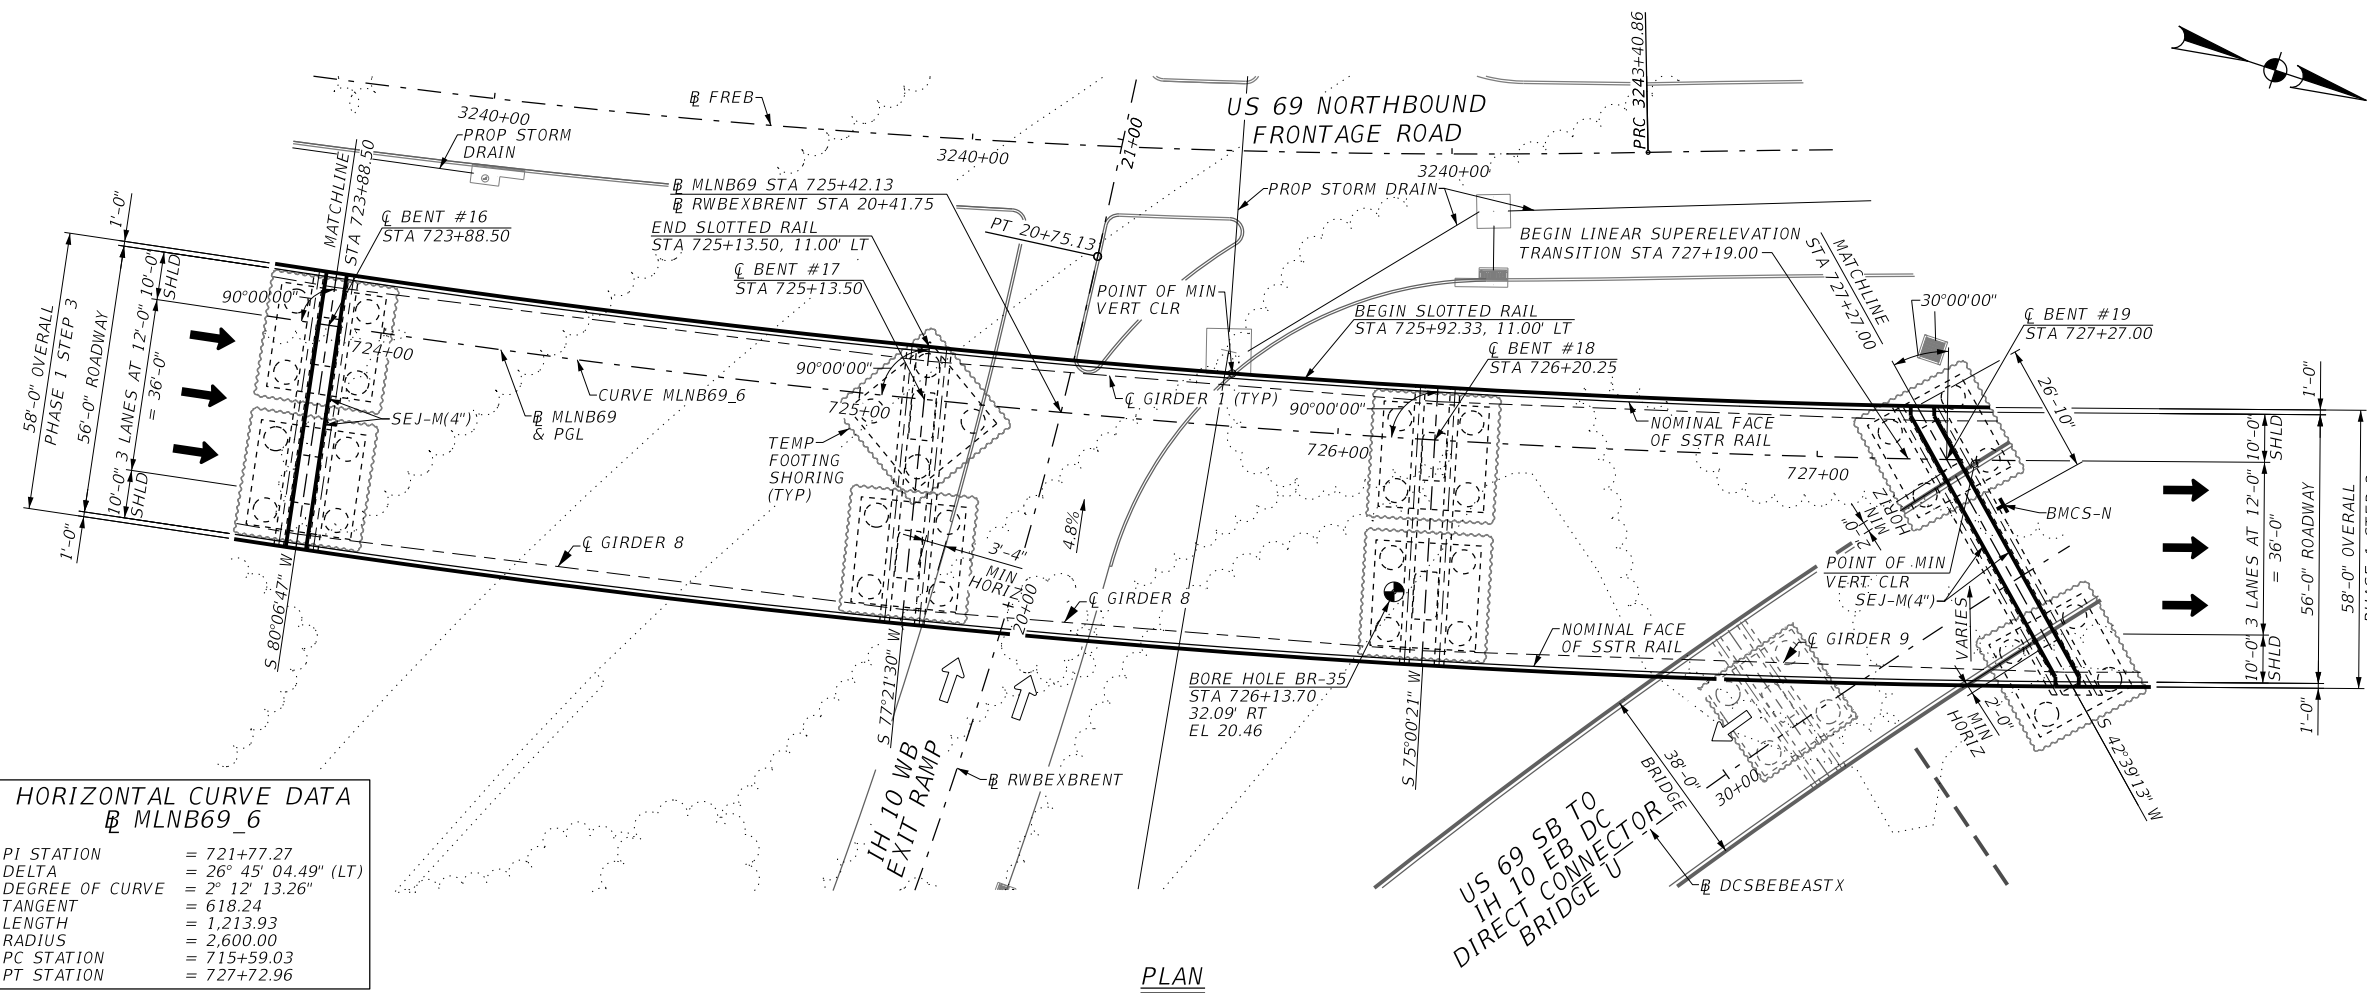 PRC 3243+40.86
℄ FREB
3240+00
PROP STORM
DRAIN
US 69 NORTHBOUND
FRONTAGE ROAD
3240+00
21+00
3240+00
PROP STORM DRAIN
MATCHLINE
STA 723+88.50
℄ BENT #16
STA 723+88.50
℄ MLNB69 STA 725+42.13
℄ RWBEXBRENT STA 20+41.75
END SLOTTED RAIL
STA 725+13.50, 11.00' LT
℄ BENT #17
STA 725+13.50
PT 20+75.13
POINT OF MIN
VERT CLR
BEGIN SLOTTED RAIL
STA 725+92.33, 11.00' LT
℄ BENT #18
STA 726+20.25
BEGIN LINEAR SUPERELEVATION
TRANSITION STA 727+19.00
MATCHLINE
STA 727+27.00
30°00'00"
℄ BENT #19
STA 727+27.00
26'-10"
58'-0" OVERALL
PHASE 1 STEP 3
56'-0" ROADWAY
1'-0"
10'-0"
SHLD
3 LANES AT 12'-0"
= 36'-0"
10'-0"
SHLD
1'-0"
90°00'00"
724+00
SEJ-M(4")
℄ MLNB69
& PGL
CURVE MLNB69_6
90°00'00"
725+00
TEMP
FOOTING
SHORING
(TYP)
℄ GIRDER 1 (TYP)
90°00'00"
726+00
NOMINAL FACE
OF SSTR RAIL
727+00
℄ GIRDER 8
3'-4"
MIN
HORIZ
20+00
4.8%
℄ GIRDER 8
2'-0"
MIN
HORZ
BMCS-N
POINT OF MIN
VERT CLR
SEJ-M(4")
VARIES
℄ GIRDER 9
NOMINAL FACE
OF SSTR RAIL
BORE HOLE BR-35
STA 726+13.70
32.09' RT
EL 20.46
1'-0"
10'-0"
SHLD
3 LANES AT 12'-0"
= 36'-0"
56'-0" ROADWAY
58'-0" OVERALL
10'-0"
SHLD
1'-0"
S 80°06'47" W
S 77°21'30" W
S 75°00'21" W
S 42°39'13" W
2'-0"
MIN
HORIZ
IH 10 WB
EXIT RAMP
℄ RWBEXBRENT
38'-0"
BRIDGE
30+00
US 69 SB TO
IH 10 EB DC
DIRECT CONNECTOR
BRIDGE U
℄ DCSBEBEASTX
HORIZONTAL CURVE DATA
℄ MLNB69_6
PI STATION = 721+77.27
DELTA = 26° 45' 04.49" (LT)
DEGREE OF CURVE = 2° 12' 13.26"
TANGENT = 618.24
LENGTH = 1,213.93
RADIUS = 2,600.00
PC STATION = 715+59.03
PT STATION = 727+72.96
PLAN